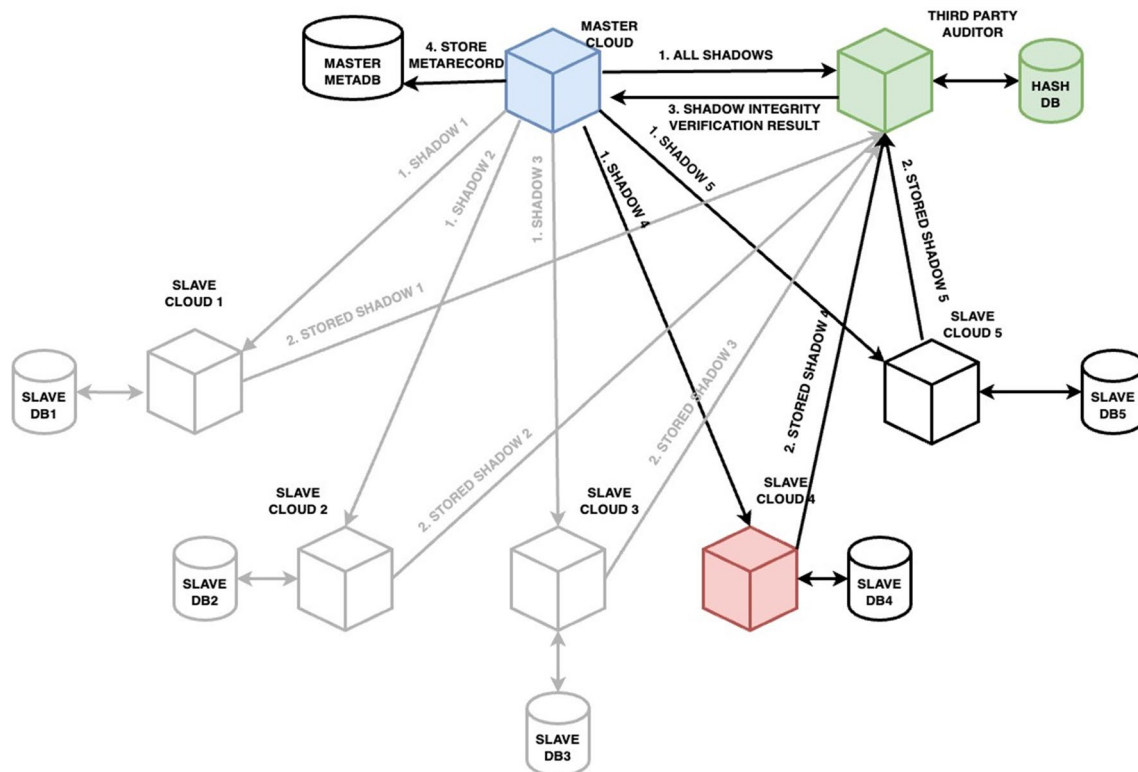 MASTER
CLOUD
THIRD PARTY
AUDITOR
MASTER
METADB
4. STORE
METARECORD
1. ALL SHADOWS
3. SHADOW INTEGRITY
VERIFICATION RESULT
HASH
DB
1. SHADOW 1
1. SHADOW 2
1. SHADOW 3
1. SHADOW 4
1. SHADOW 5
2. STORED SHADOW 1
2. STORED SHADOW 2
2. STORED SHADOW 3
2. STORED SHADOW 4
2. STORED SHADOW 5
SLAVE
CLOUD 1
SLAVE
DB1
SLAVE
CLOUD 5
SLAVE
DB5
SLAVE
CLOUD 2
SLAVE
DB2
SLAVE
CLOUD 3
SLAVE
DB3
SLAVE
CLOUD 4
SLAVE
DB4